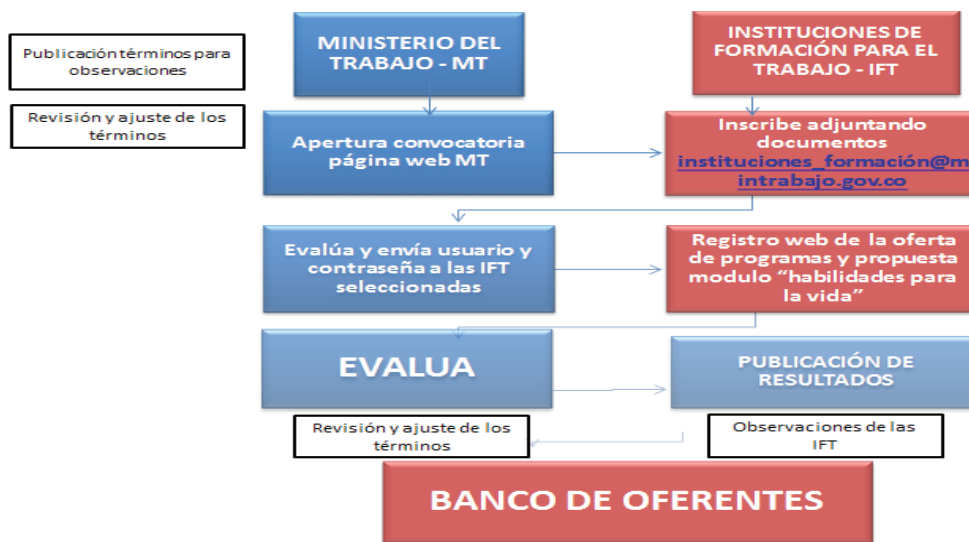 Publicación términos para
observaciones
Revisión y ajuste de los
términos
MINISTERIO DEL
TRABAJO - MT
INSTITUCIONES DE
FORMACIÓN PARA EL
TRABAJO - IFT
Apertura convocatoria
página web MT
Inscribe adjuntando
documentos
instituciones_formación@m
intrabajo.gov.co
Evalúa y envía usuario y
contraseña a las IFT
seleccionadas
Registro web de la oferta
de programas y propuesta
modulo “habilidades para
la vida”
EVALUA
PUBLICACIÓN DE
RESULTADOS
Revisión y ajuste de los
términos
Observaciones de las
IFT
BANCO DE OFERENTES